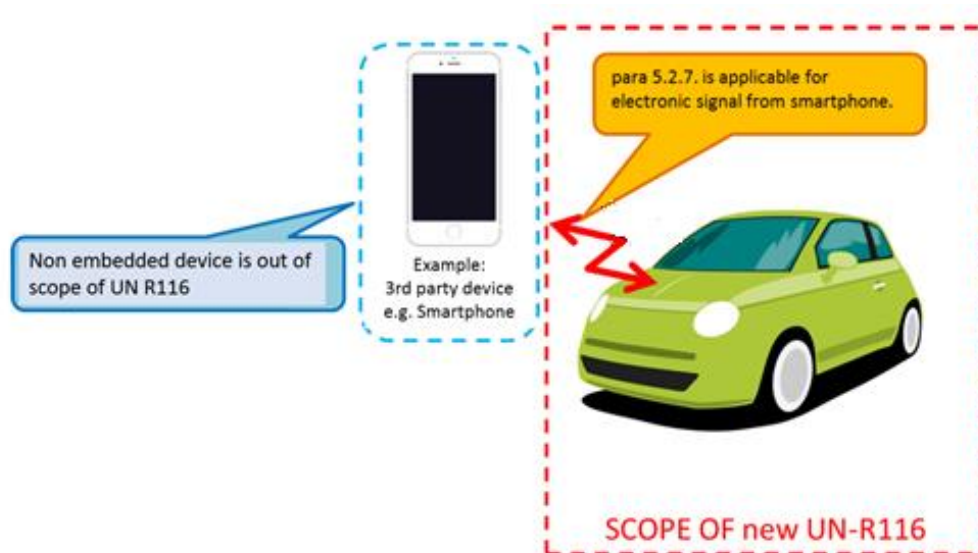 para 5.2.7. is applicable for
electronic signal from smartphone.
Non embedded device is out of
scope of UN R116
Example:
3rd party device
e.g. Smartphone
SCOPE OF new UN-R116